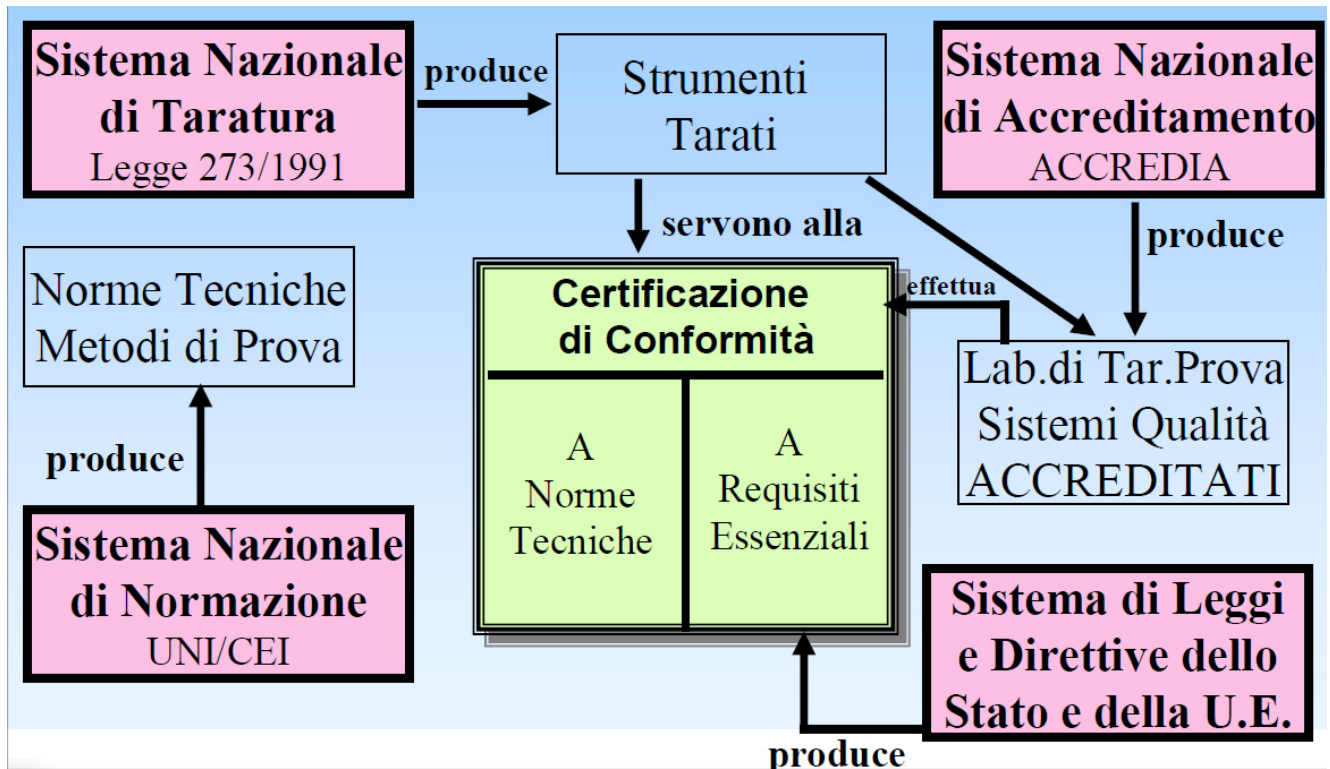 Sistema Nazionale
di Taratura
Legge 273/1991
produce
Strumenti
Tarati
Sistema Nazionale
di Accreditamento
ACCREDIA
servono alla
produce
Norme Tecniche
Metodi di Prova
Certificazione
di Conformità
effettua
Lab.di Tar.Prova
Sistemi Qualità
ACCREDITATI
A
Norme
Tecniche
A
Requisiti
Essenziali
produce
Sistema Nazionale
di Normazione
UNI/CEI
Sistema di Leggi
e Direttive dello
Stato e della U.E.
produce